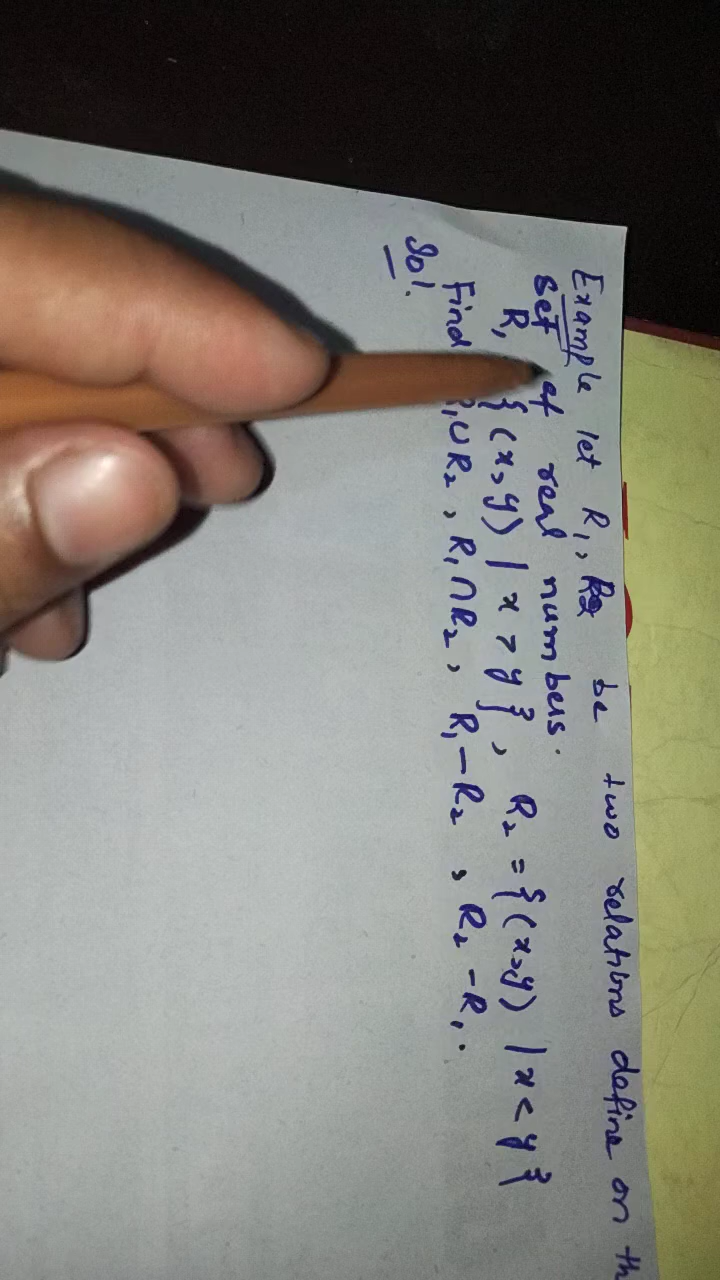 Example let R₁, R2 be two relations define on th
set of real numbers.
R₁ {(x,y) | x > y}, R₂ = {(x,y) | x < y}
Find R₁∪R₂, R₁∩R₂, R₁-R₂, R₂-R₁.
Sol.